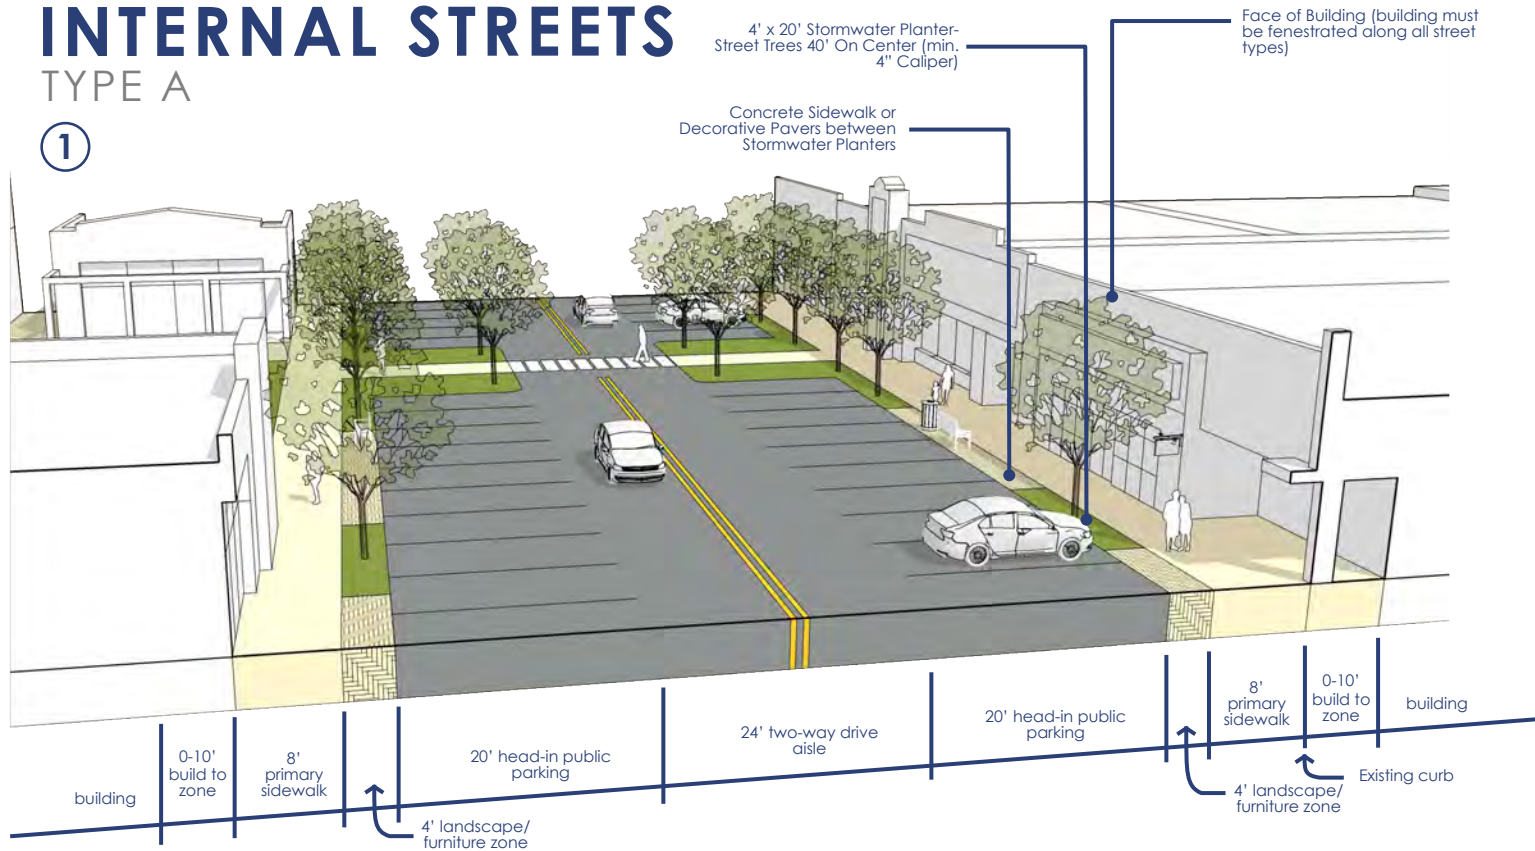 INTERNAL STREETS
TYPE A
1
4' x 20' Stormwater Planter-
Street Trees 40' On Center (min.
4" Caliper)
Face of Building (building must
be fenestrated along all street
types)
Concrete Sidewalk or
Decorative Pavers between
Stormwater Planters
building
0-10'
build to
zone
8'
primary
sidewalk
4' landscape/
furniture zone
20' head-in public
parking
24' two-way drive
aisle
20' head-in public
parking
4' landscape/
furniture zone
8'
primary
sidewalk
Existing curb
0-10'
build to
zone
building